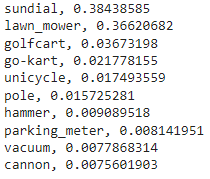 sundial, 0.38438585
lawn_mower, 0.36620682
golfcart, 0.03673198
go-kart, 0.021778155
unicycle, 0.017493559
pole, 0.015725281
hammer, 0.009089518
parking_meter, 0.008141951
vacuum, 0.0077868314
cannon, 0.0075601903